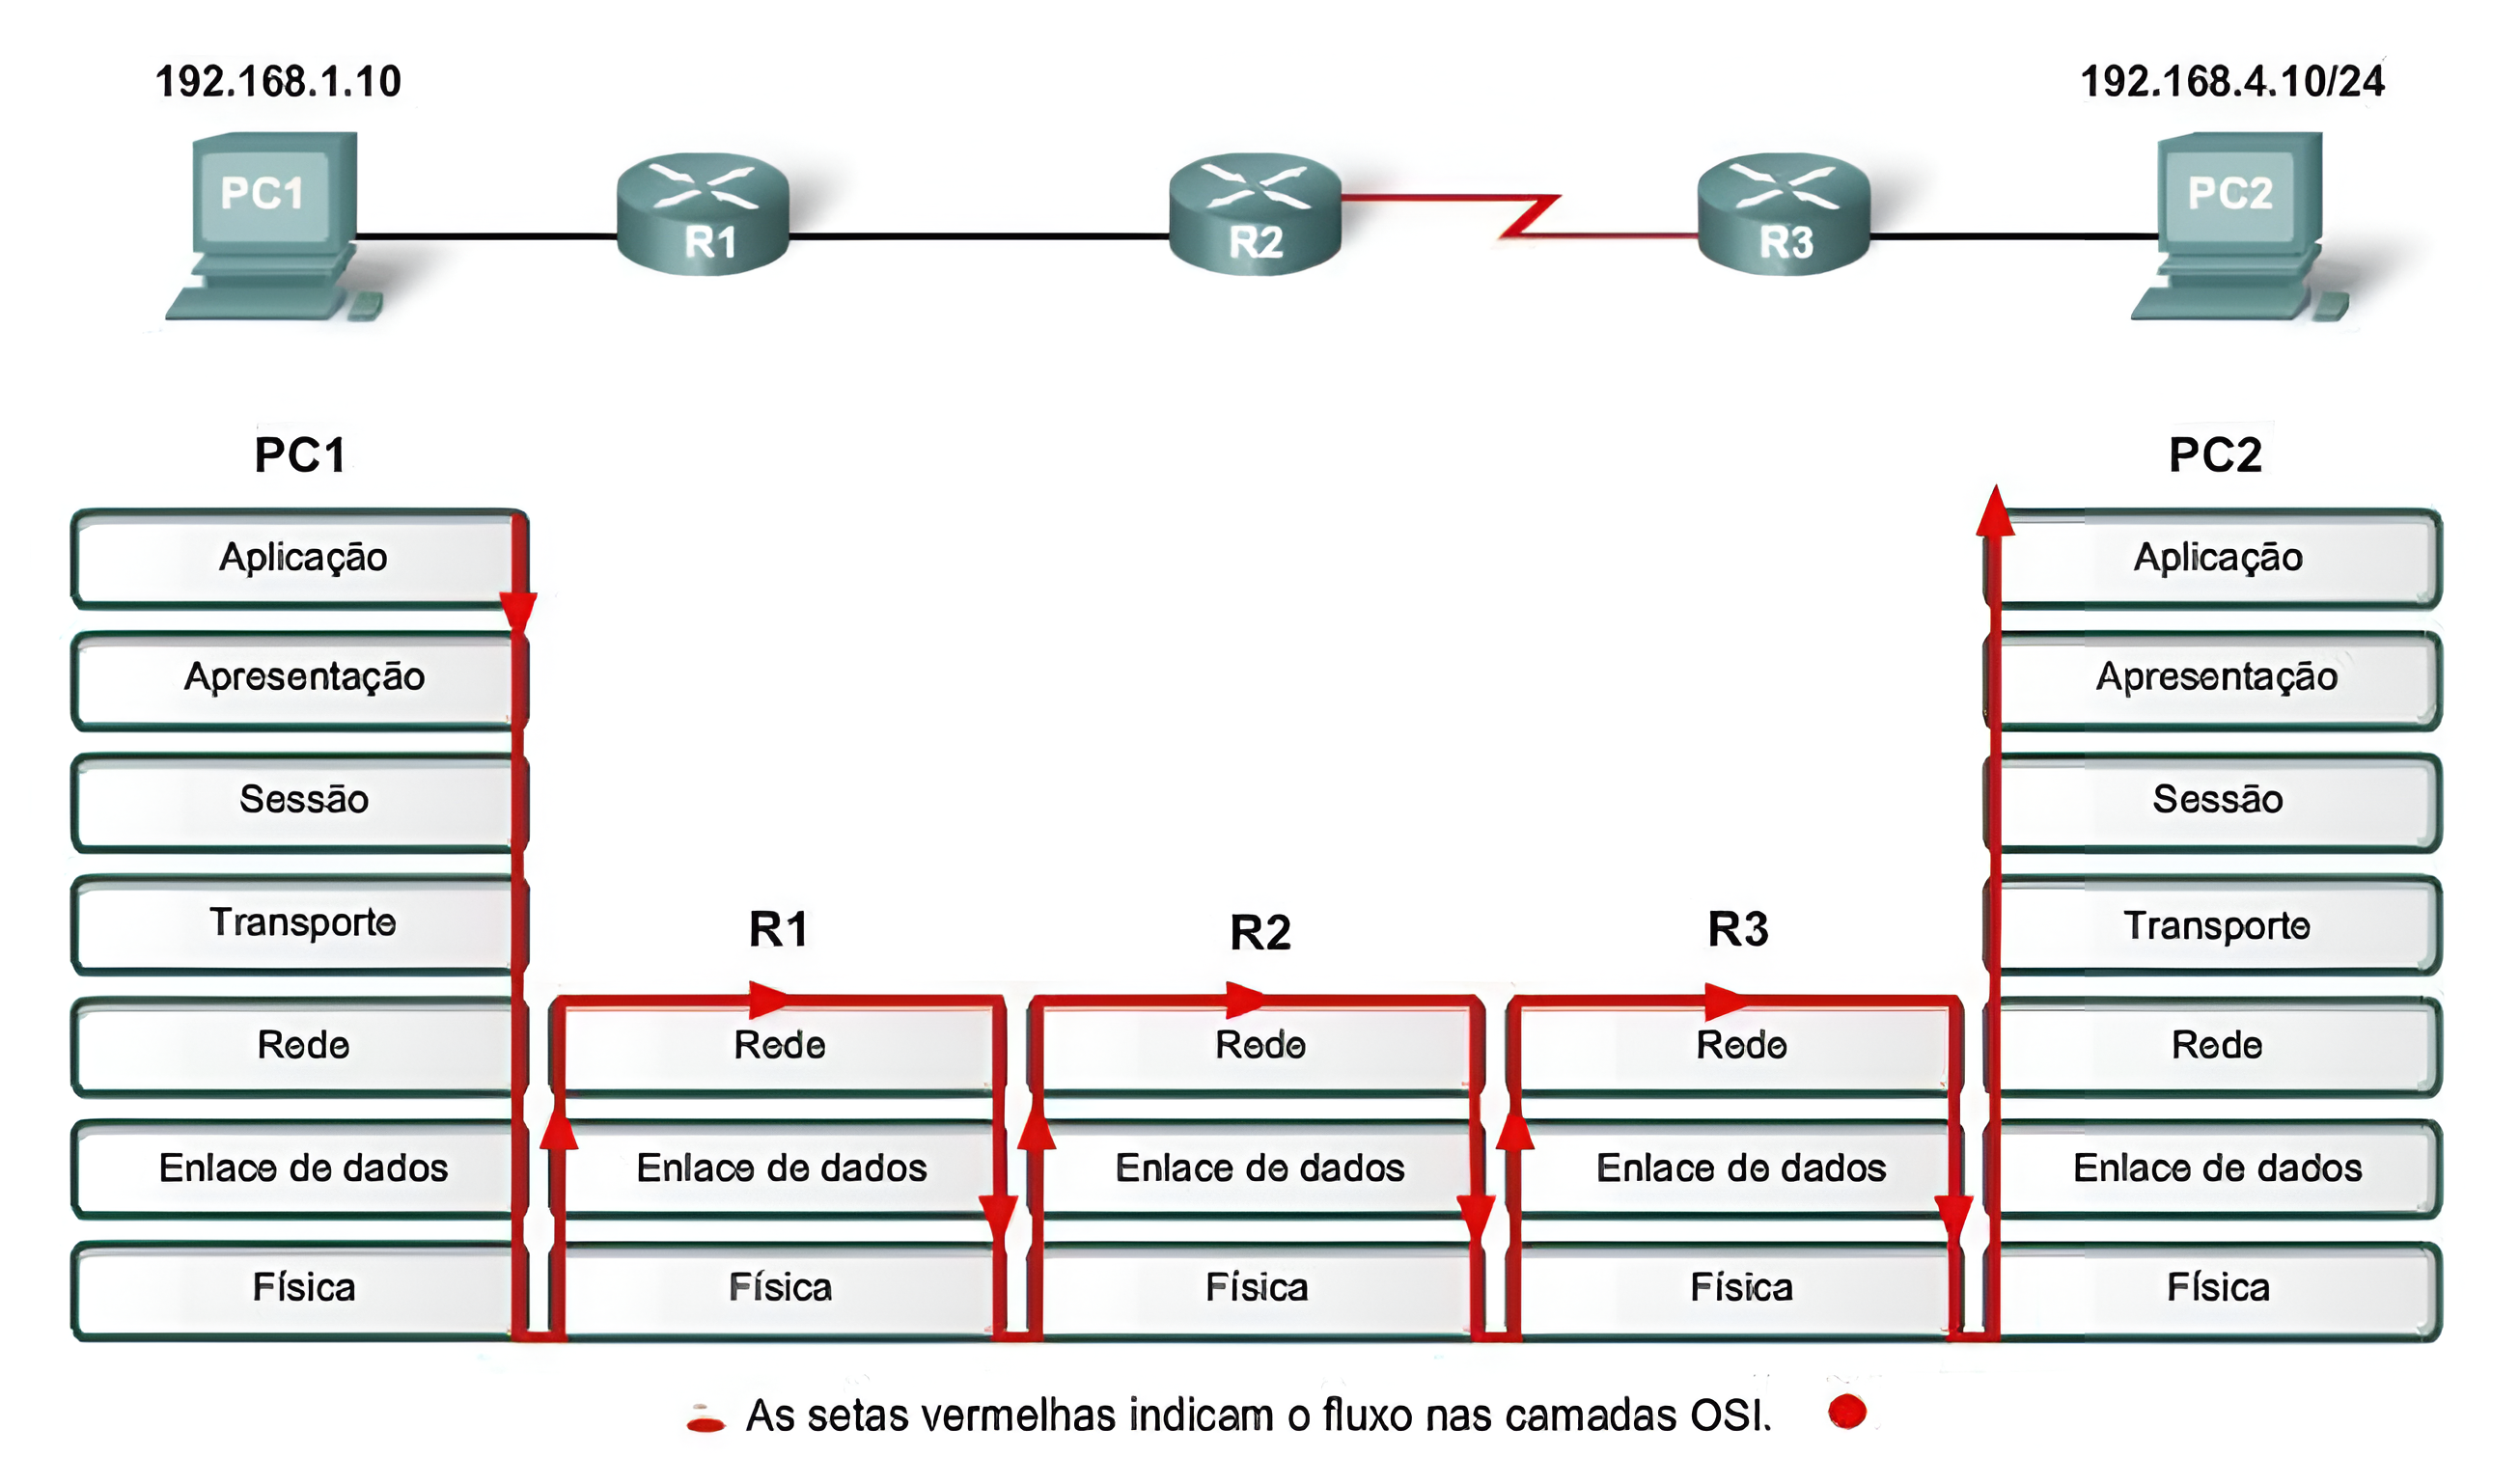 192.168.1.10
192.168.4.10/24
PC1
R1
R2
R3
PC2
PC1
PC2
Aplicação
Aplicação
Apresentação
Apresentação
Sessão
Sessão
Transporte
R1
R2
R3
Transporte
Rede
Rede
Rede
Rede
Rede
Enlace de dados
Enlace de dados
Enlace de dados
Enlace de dados
Enlace de dados
Física
Física
Física
Física
Física
As setas vermelhas indicam o fluxo nas camadas OSI.